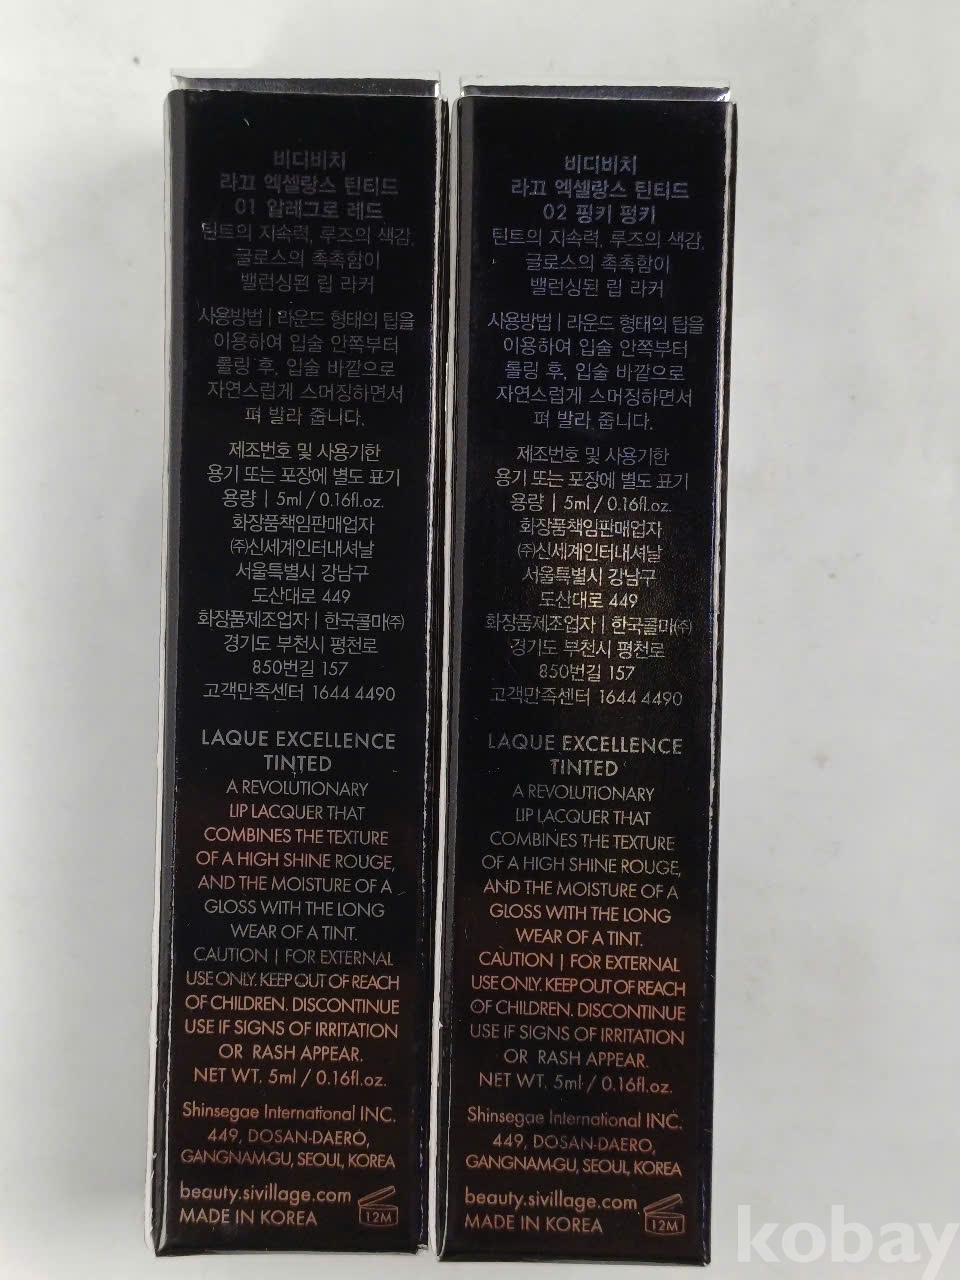 비디비치
라끄 엑셀랑스 틴티드
01 알레그로 레드
틴트의 지속력, 루즈의 색감,
글로스의 촉촉함이
밸런싱된 립 라커
사용방법 | 라운드 형태의 팁을
이용하여 입술 안쪽부터
롤링 후, 입술 바깥으로
자연스럽게 스머징하면서
펴 발라 줍니다.
제조번호 및 사용기한
용기 또는 포장에 별도 표기
용량 | 5ml / 0.16fl.oz.
화장품책임판매업자
㈜신세계인터내셔날
서울특별시 강남구
도산대로 449
화장품제조업자 | 한국콜마㈜
경기도 부천시 평천로
850번길 157
고객만족센터 1644 4490
LAQUE EXCELLENCE
TINTED
A REVOLUTIONARY
LIP LACQUER THAT
COMBINES THE TEXTURE
OF A HIGH SHINE ROUGE,
AND THE MOISTURE OF A
GLOSS WITH THE LONG
WEAR OF A TINT.
CAUTION | FOR EXTERNAL
USE ONLY. KEEP OUT OF REACH
OF CHILDREN. DISCONTINUE
USE IF SIGNS OF IRRITATION
OR RASH APPEAR.
NET WT. 5ml / 0.16fl.oz.
Shinsegae International INC.
449, DOSAN-DAERO,
GANGNAM-GU, SEOUL, KOREA
beauty.sivillage.com
MADE IN KOREA
12M
비디비치
라끄 엑셀랑스 틴티드
02 핑키 펑키
틴트의 지속력, 루즈의 색감,
글로스의 촉촉함이
밸런싱된 립 라커
사용방법 | 라운드 형태의 팁을
이용하여 입술 안쪽부터
롤링 후, 입술 바깥으로
자연스럽게 스머징하면서
펴 발라 줍니다.
제조번호 및 사용기한
용기 또는 포장에 별도 표기
용량 | 5ml / 0.16fl.oz.
화장품책임판매업자
㈜신세계인터내셔날
서울특별시 강남구
도산대로 449
화장품제조업자 | 한국콜마㈜
경기도 부천시 평천로
850번길 157
고객만족센터 1644 4490
LAQUE EXCELLENCE
TINTED
A REVOLUTIONARY
LIP LACQUER THAT
COMBINES THE TEXTURE
OF A HIGH SHINE ROUGE,
AND THE MOISTURE OF A
GLOSS WITH THE LONG
WEAR OF A TINT.
CAUTION | FOR EXTERNAL
USE ONLY. KEEP OUT OF REACH
OF CHILDREN. DISCONTINUE
USE IF SIGNS OF IRRITATION
OR RASH APPEAR.
NET WT. 5ml / 0.16fl.oz.
Shinsegae International INC.
449, DOSAN-DAERO,
GANGNAM-GU, SEOUL, KOREA
beauty.sivillage.com
MADE IN KOREA
12M
kobay